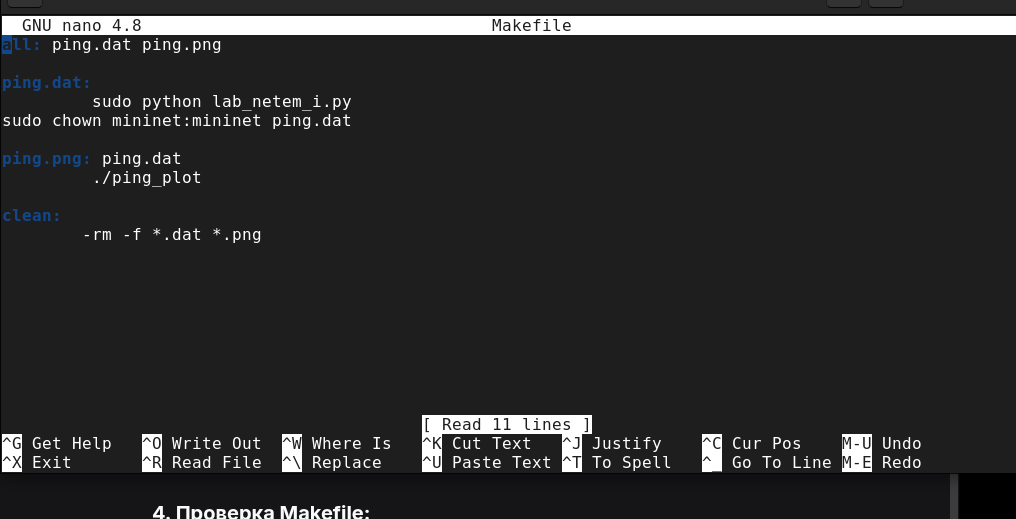 GNU nano 4.8 Makefile
all: ping.dat ping.png
ping.dat:
sudo python lab_netem_i.py
sudo chown mininet:mininet ping.dat
ping.png: ping.dat
./ping_plot
clean:
-rm -f *.dat *.png
[ Read 11 lines ]
^G Get Help ^O Write Out ^W Where Is ^K Cut Text ^J Justify ^C Cur Pos M-U Undo
^X Exit ^R Read File ^\ Replace ^U Paste Text ^T To Spell ^_ Go To Line M-E Redo
4. Проверка Makefile: